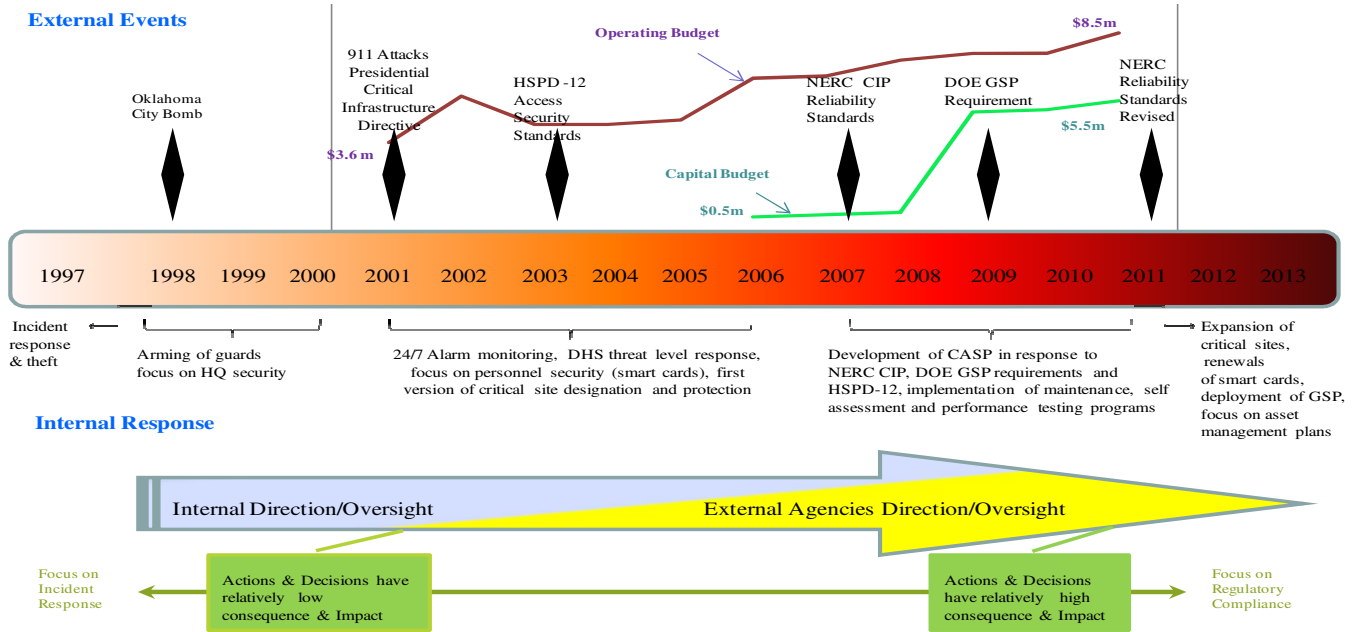 External Events
Operating Budget
$8.5m
911 Attacks
Presidential
Critical
Infrastructure
Directive
$3.6 m
Oklahoma
City Bomb
HSPD -12
Access
Security
Standards
NERC CIP
Reliability
Standards
DOE GSP
Requirement
NERC
Reliability
Standards
Revised
$5.5m
Capital Budget
$0.5m
1997 1998 1999 2000 2001 2002 2003 2004 2005 2006 2007 2008 2009 2010 2011 2012 2013
Incident
response
& theft
Arming of guards
focus on HQ security
24/7 Alarm monitoring, DHS threat level response,
focus on personnel security (smart cards), first
version of critical site designation and protection
Development of CASP in response to
NERC CIP, DOE GSP requirements and
HSPD-12, implementation of maintenance, self
assessment and performance testing programs
Expansion of
critical sites,
renewals
of smart cards,
deployment of GSP,
focus on asset
management plans
Internal Response
Internal Direction/Oversight
External Agencies Direction/Oversight
Focus on
Incident
Response
Actions & Decisions have
relatively low
consequence & Impact
Actions & Decisions
have relatively high
consequence & Impact
Focus on
Regulatory
Compliance